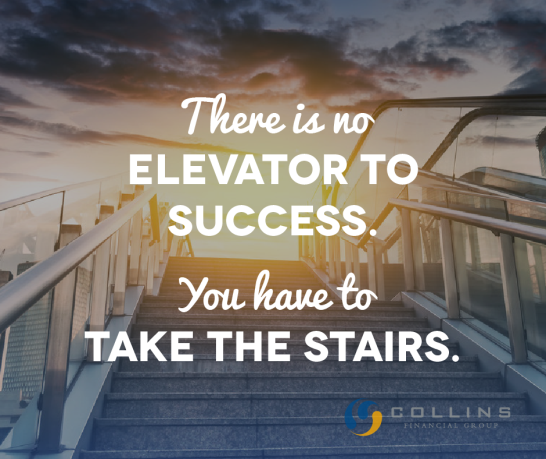 There is no
ELEVATOR TO
SUCCESS.
You have to
TAKE THE STAIRS.
COLLINS
FINANCIAL GROUP